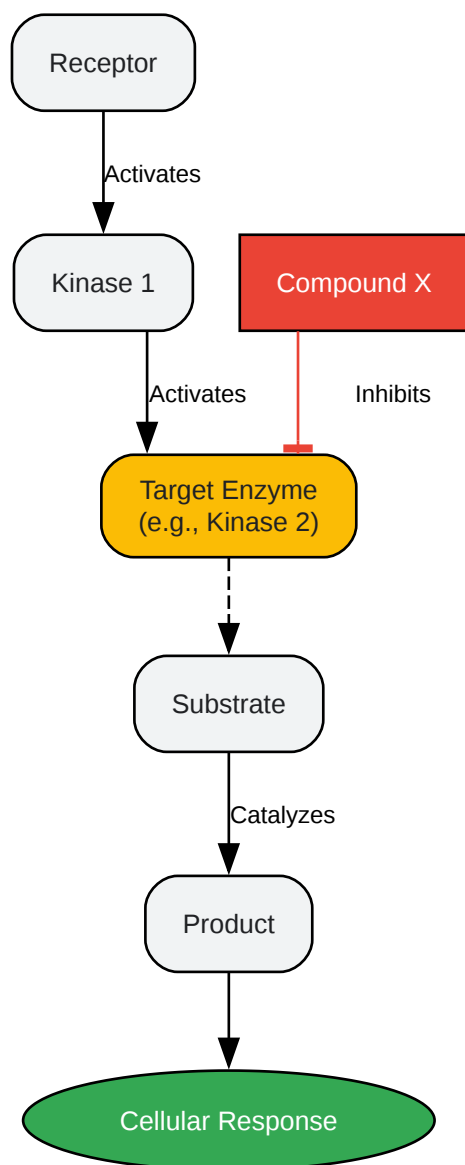 Receptor
Activates
Kinase 1
Compound X
Activates
Inhibits
Target Enzyme
(e.g., Kinase 2)
Substrate
Catalyzes
Product
Cellular Response